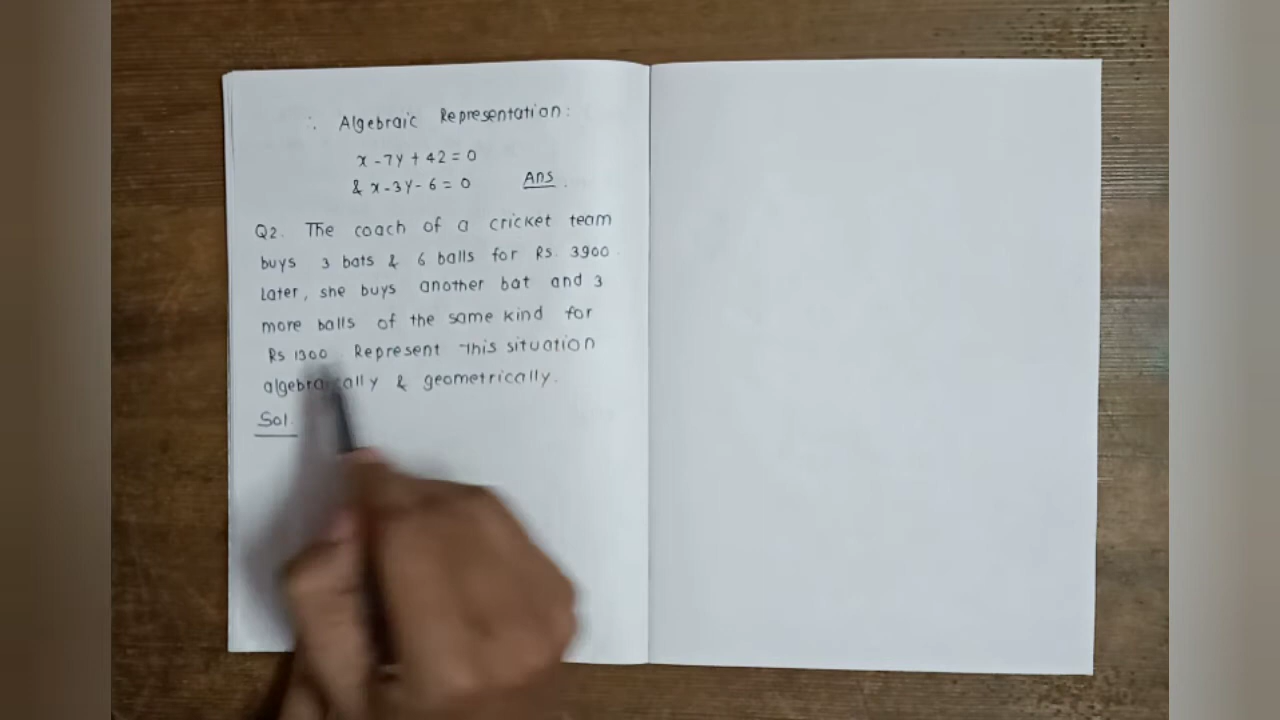 ∴ Algebraic Representation:
x - 7y + 42 = 0
& x - 3y - 6 = 0 Ans.
Q2. The coach of a cricket team
buys 3 bats & 6 balls for Rs. 3900.
Later, she buys another bat and 3
more balls of the same kind for
Rs 1300 Represent This situation
algebraically & geometrically.
Sol.